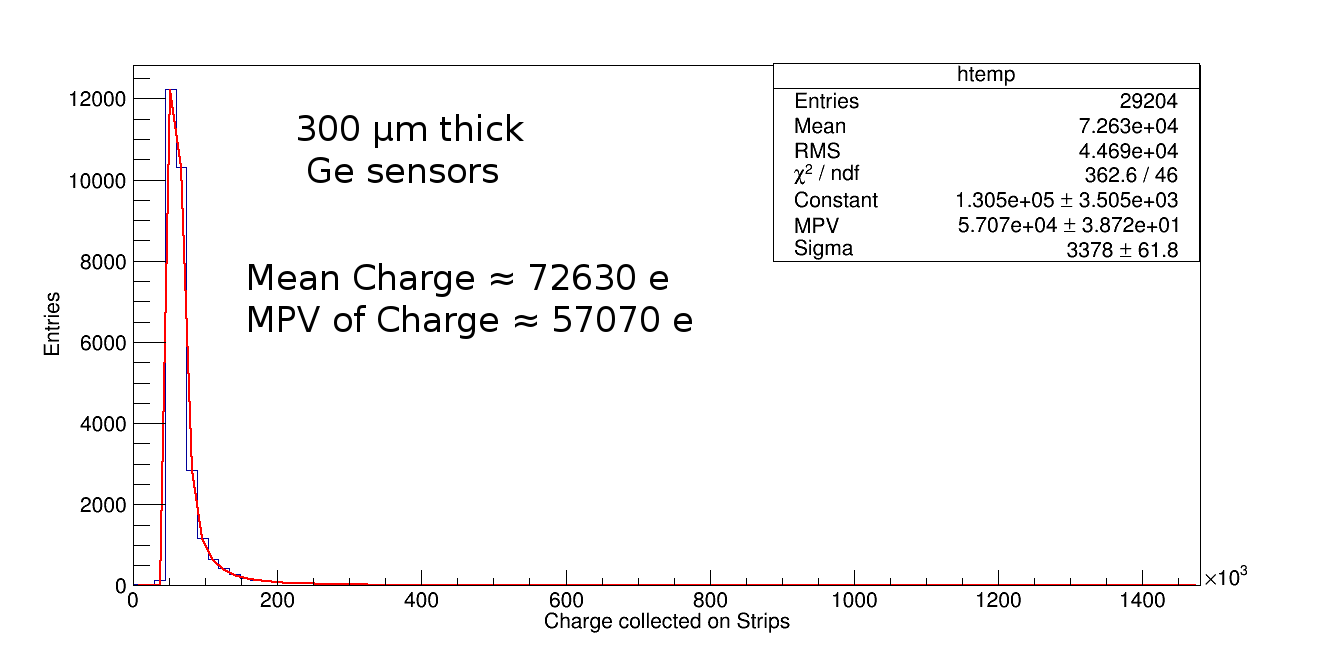 htemp
Entries 29204
Mean 7.263e+04
RMS 4.469e+04
χ² / ndf 362.6 / 46
Constant 1.305e+05 ± 3.505e+03
MPV 5.707e+04 ± 3.872e+01
Sigma 3378 ± 61.8
300 μm thick
Ge sensors
Mean Charge ≈ 72630 e
MPV of Charge ≈ 57070 e
Entries
12000
10000
8000
6000
4000
2000
0
0 200 400 600 800 1000 1200 1400 ×10³
Charge collected on Strips